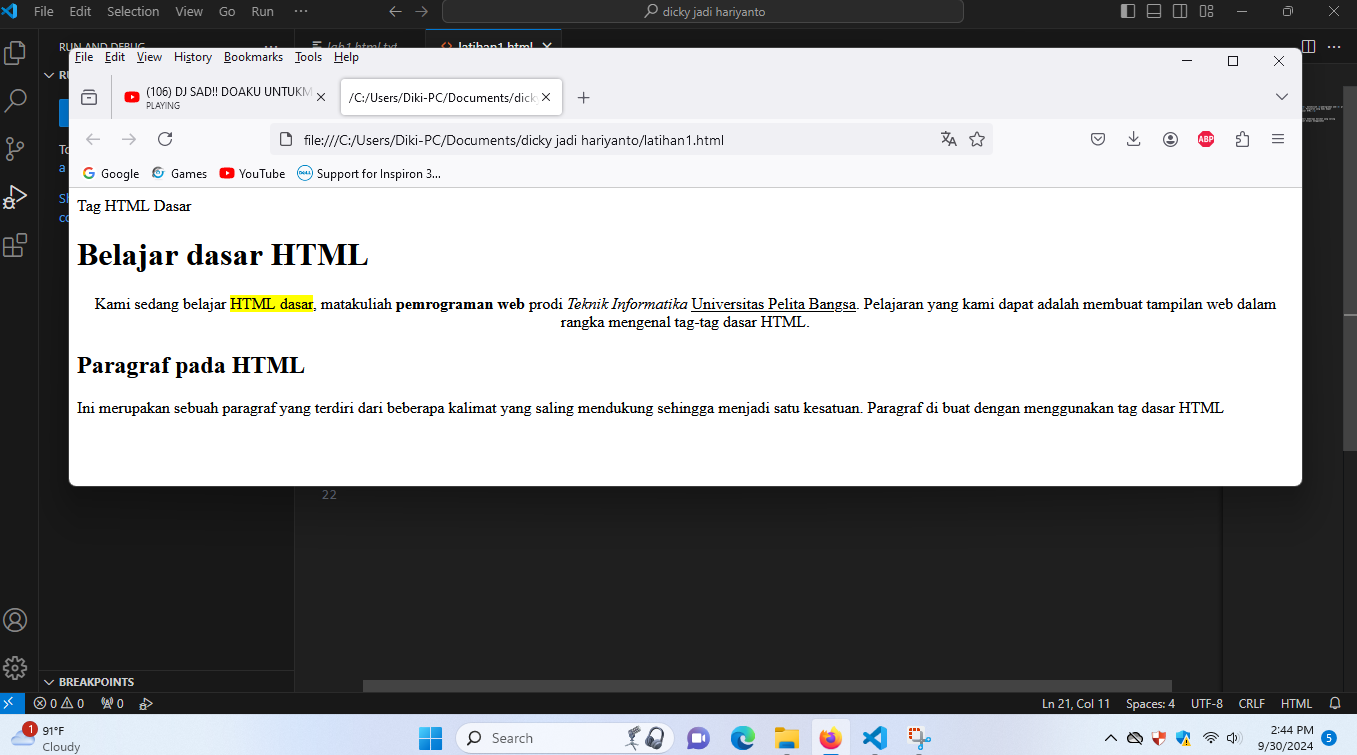 File Edit Selection View Go Run ··· dicky jadi hariyanto
RUN AND DEBUG ··· lab1.html.txt latihan1.html
File Edit View History Bookmarks Tools Help
(106) DJ SAD!! DOAKU UNTUKM
PLAYING
/C:/Users/Diki-PC/Documents/dick
file:///C:/Users/Diki-PC/Documents/dicky jadi hariyanto/latihan1.html
ABP
Google Games YouTube Support for Inspiron 3...
Tag HTML Dasar
Belajar dasar HTML
Kami sedang belajar HTML dasar, matakuliah pemrograman web prodi Teknik Informatika Universitas Pelita Bangsa. Pelajaran yang kami dapat adalah membuat tampilan web dalam
rangka mengenal tag-tag dasar HTML.
Paragraf pada HTML
Ini merupakan sebuah paragraf yang terdiri dari beberapa kalimat yang saling mendukung sehingga menjadi satu kesatuan. Paragraf di buat dengan menggunakan tag dasar HTML
22
BREAKPOINTS
0 0 0 Ln 21, Col 11 Spaces: 4 UTF-8 CRLF HTML
1 91°F
Cloudy
Search
2:44 PM
9/30/2024
5